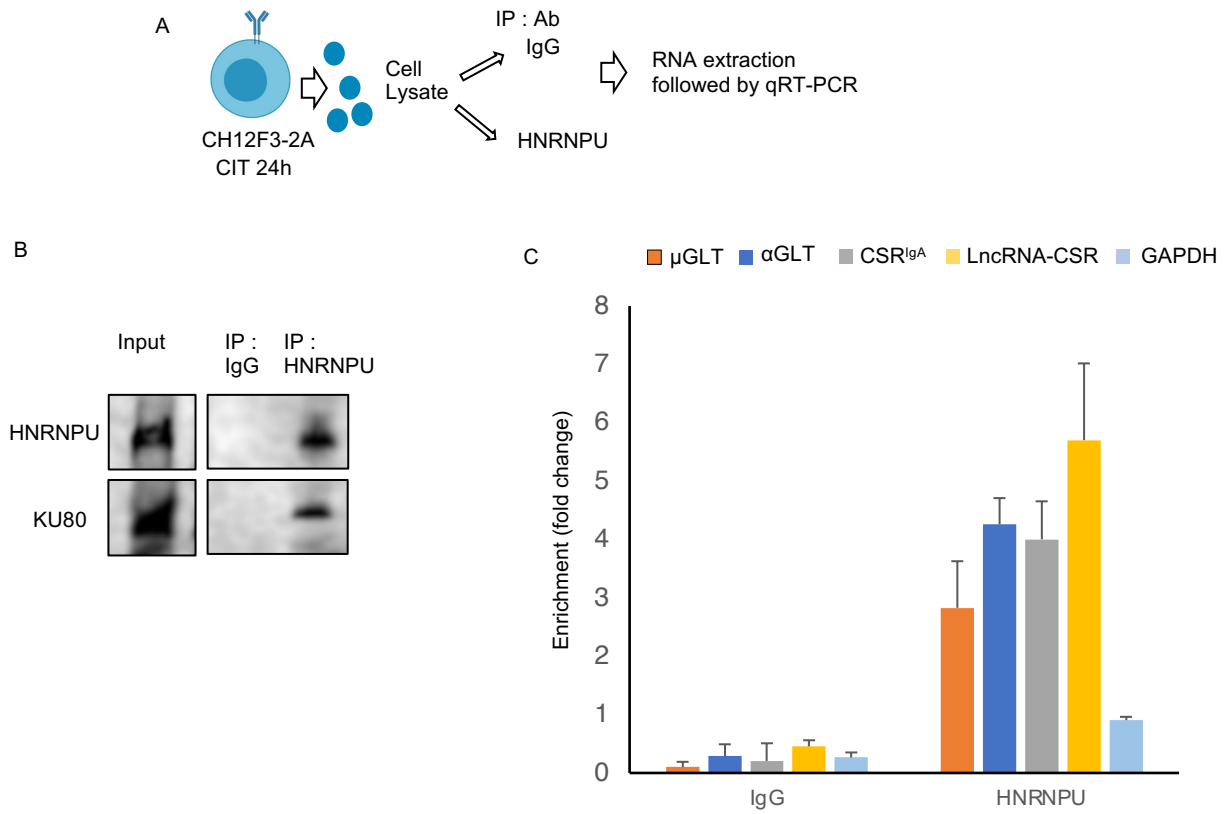 A
IP : Ab
IgG
Cell
Lysate
RNA extraction
followed by qRT-PCR
HNRNPU
CH12F3-2A
CIT 24h
B
Input
IP :
IgG
IP :
HNRNPU
HNRNPU
KU80
C
μGLT αGLT CSRIgA LncRNA-CSR GAPDH
Enrichment (fold change)
8
7
6
5
4
3
2
1
0
IgG HNRNPU